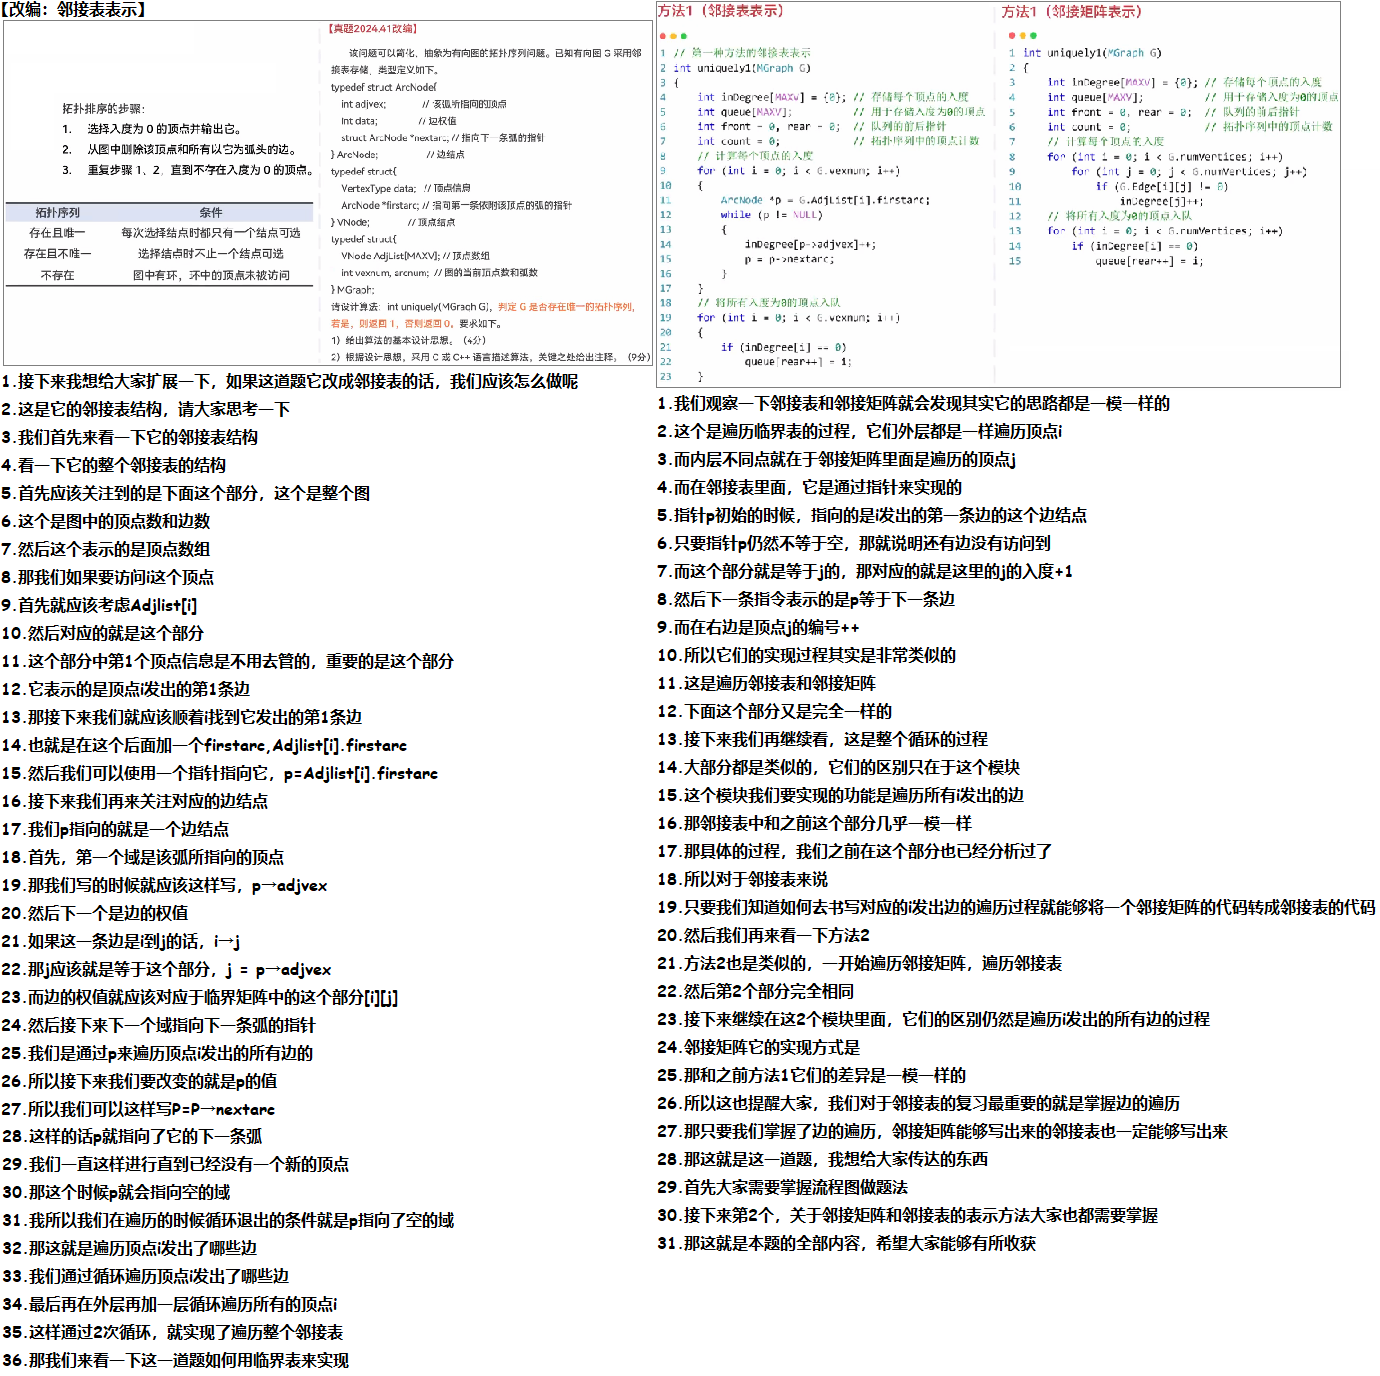 【改编：邻接表表示】
拓扑排序的步骤：
1. 选择入度为 0 的顶点并输出它。
2. 从图中删除该顶点和所有以它为弧头的边。
3. 重复步骤 1、2，直到不存在入度为 0 的顶点。
拓扑序列 条件
存在且唯一 每次选择结点时都只有一个结点可选
存在且不唯一 选择结点时不止一个结点可选
不存在 图中有环，环中的顶点未被访问
【真题2024.41改编】
该问题可以简化、抽象为有向图的拓扑序列问题。已知有向图 G 采用邻
接表存储，类型定义如下。
typedef struct ArcNode{
int adjvex; // 该弧所指向的顶点
int data; // 边权值
struct ArcNode *nextarc; // 指向下一条弧的指针
} ArcNode; // 边结点
typedef struct{
VertexType data; // 顶点信息
ArcNode *firstarc; // 指向第一条依附该顶点的弧的指针
} VNode; // 顶点结点
typedef struct{
VNode AdjList[MAXV]; // 顶点数组
int vexnum, arcnum; // 图的当前顶点数和弧数
} MGraph;
请设计算法：int uniquely(MGraph G)，判定 G 是否存在唯一的拓扑序列，
若是，则返回 1，否则返回 0。要求如下。
1）给出算法的基本设计思想。（4分）
2）根据设计思想，采用 C 或 C++ 语言描述算法，关键之处给出注释。（9分）
1.接下来我想给大家扩展一下，如果这道题它改成邻接表的话，我们应该怎么做呢
2.这是它的邻接表结构，请大家思考一下
3.我们首先来看一下它的邻接表结构
4.看一下它的整个邻接表的结构
5.首先应该关注到的是下面这个部分，这个是整个图
6.这个是图中的顶点数和边数
7.然后这个表示的是顶点数组
8.那我们如果要访问i这个顶点
9.首先就应该考虑Adjlist[i]
10.然后对应的就是这个部分
11.这个部分中第1个顶点信息是不用去管的，重要的是这个部分
12.它表示的是顶点i发出的第1条边
13.那接下来我们就应该顺着i找到它发出的第1条边
14.也就是在这个后面加一个firstarc,Adjlist[i].firstarc
15.然后我们可以使用一个指针指向它，p=Adjlist[i].firstarc
16.接下来我们再来关注对应的边结点
17.我们p指向的就是一个边结点
18.首先，第一个域是该弧所指向的顶点
19.那我们写的时候就应该这样写，p→adjvex
20.然后下一个是边的权值
21.如果这一条边是i到j的话，i→j
22.那j应该就是等于这个部分，j = p→adjvex
23.而边的权值就应该对应于临界矩阵中的这个部分[i][j]
24.然后接下来下一个域指向下一条弧的指针
25.我们是通过p来遍历顶点i发出的所有边的
26.所以接下来我们要改变的就是p的值
27.所以我们可以这样写P=P→nextarc
28.这样的话p就指向了它的下一条弧
29.我们一直这样进行直到已经没有一个新的顶点
30.那这个时候p就会指向空的域
31.我所以我们在遍历的时候循环退出的条件就是p指向了空的域
32.那这就是遍历顶点i发出了哪些边
33.我们通过循环遍历顶点i发出了哪些边
34.最后再在外层再加一层循环遍历所有的顶点i
35.这样通过2次循环，就实现了遍历整个邻接表
36.那我们来看一下这一道题如何用临界表来实现
方法1（邻接表表示）
1 // 第一种方法的邻接表表示
2 int uniquely1(MGraph G)
3 {
4 int inDegree[MAXV] = {0}; // 存储每个顶点的入度
5 int queue[MAXV]; // 用于存储入度为0的顶点
6 int front = 0, rear = 0; // 队列的前后指针
7 int count = 0; // 拓扑序列中的顶点计数
8 // 计算每个顶点的入度
9 for (int i = 0; i < G.vexnum; i++)
10 {
11 ArcNode *p = G.AdjList[i].firstarc;
12 while (p != NULL)
13 {
14 inDegree[p->adjvex]++;
15 p = p->nextarc;
16 }
17 }
18 // 将所有入度为0的顶点入队
19 for (int i = 0; i < G.vexnum; i++)
20 {
21 if (inDegree[i] == 0)
22 queue[rear++] = i;
23 }
方法1（邻接矩阵表示）
1 int uniquely1(MGraph G)
2 {
3 int inDegree[MAXV] = {0}; // 存储每个顶点的入度
4 int queue[MAXV]; // 用于存储入度为0的顶点
5 int front = 0, rear = 0; // 队列的前后指针
6 int count = 0; // 拓扑序列中的顶点计数
7 // 计算每个顶点的入度
8 for (int i = 0; i < G.numVertices; i++)
9 for (int j = 0; j < G.numVertices; j++)
10 if (G.Edge[i][j] != 0)
11 inDegree[j]++;
12 // 将所有入度为0的顶点入队
13 for (int i = 0; i < G.numVertices; i++)
14 if (inDegree[i] == 0)
15 queue[rear++] = i;
1.我们观察一下邻接表和邻接矩阵就会发现其实它的思路都是一模一样的
2.这个是遍历临界表的过程，它们外层都是一样遍历顶点i
3.而内层不同点就在于邻接矩阵里面是遍历的顶点j
4.而在邻接表里面，它是通过指针来实现的
5.指针p初始的时候，指向的是i发出的第一条边的这个边结点
6.只要指针p仍然不等于空，那就说明还有边没有访问到
7.而这个部分就是等于j的，那对应的就是这里的j的入度+1
8.然后下一条指令表示的是p等于下一条边
9.而在右边是顶点j的编号++
10.所以它们的实现过程其实是非常类似的
11.这是遍历邻接表和邻接矩阵
12.下面这个部分又是完全一样的
13.接下来我们再继续看，这是整个循环的过程
14.大部分都是类似的，它们的区别只在于这个模块
15.这个模块我们要实现的功能是遍历所有i发出的边
16.那邻接表中和之前这个部分几乎一模一样
17.那具体的过程，我们之前在这个部分也已经分析过了
18.所以对于邻接表来说
19.只要我们知道如何去书写对应的i发出边的遍历过程就能够将一个邻接矩阵的代码转成邻接表的代码
20.然后我们再来看一下方法2
21.方法2也是类似的，一开始遍历邻接矩阵，遍历邻接表
22.然后第2个部分完全相同
23.接下来继续在这2个模块里面，它们的区别仍然是遍历i发出的所有边的过程
24.邻接矩阵它的实现方式是
25.那和之前方法1它们的差异是一模一样的
26.所以这也提醒大家，我们对于邻接表的复习最重要的就是掌握边的遍历
27.那只要我们掌握了边的遍历，邻接矩阵能够写出来的邻接表也一定能够写出来
28.那这就是这一道题，我想给大家传达的东西
29.首先大家需要掌握流程图做题法
30.接下来第2个，关于邻接矩阵和邻接表的表示方法大家也都需要掌握
31.那这就是本题的全部内容，希望大家能够有所收获